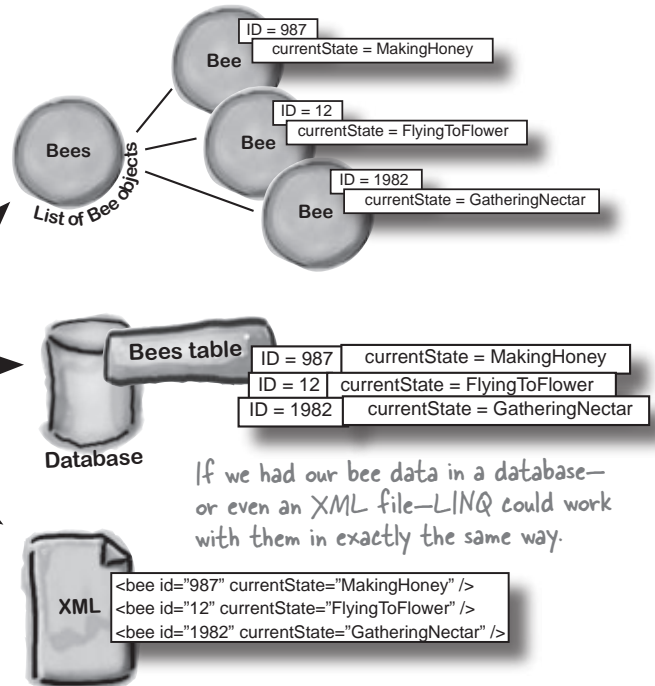 ID = 987
currentState = MakingHoney
Bee
ID = 12
currentState = FlyingToFlower
Bee
Bees
List of Bee objects
ID = 1982
currentState = GatheringNectar
Bee
Bees table
ID = 987 currentState = MakingHoney
ID = 12 currentState = FlyingToFlower
ID = 1982 currentState = GatheringNectar
Database
If we had our bee data in a database—
or even an XML file—LINQ could work
with them in exactly the same way.
XML
<bee id=”987” currentState=”MakingHoney” />
<bee id=”12” currentState=”FlyingToFlower” />
<bee id=”1982” currentState=”GatheringNectar” />